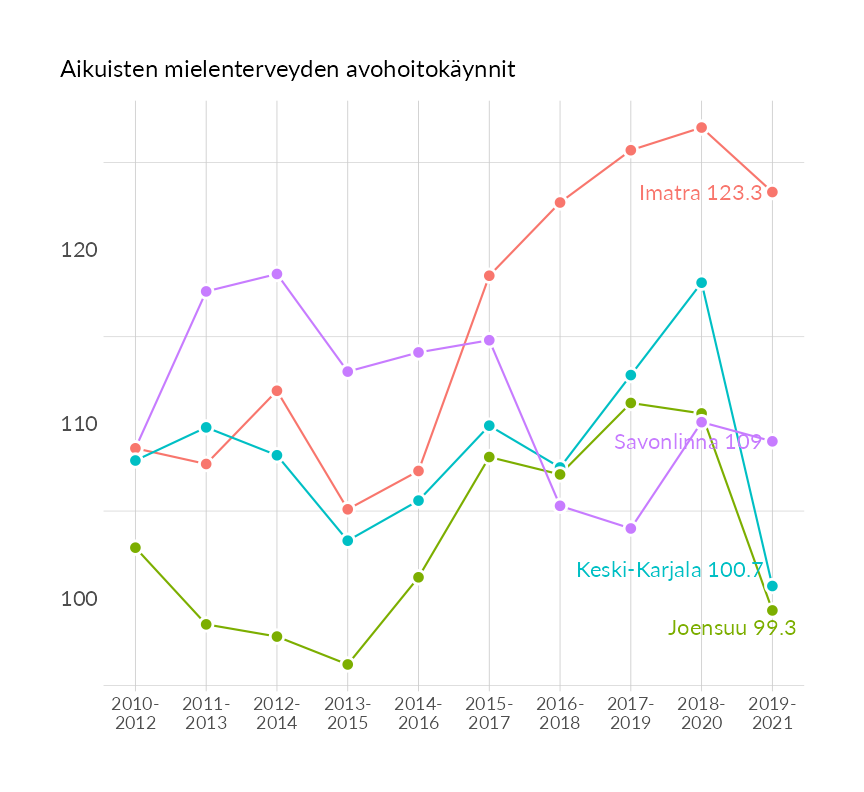 Aikuisten mielenterveyden avohoitokäynnit
Imatra 123.3
120
110
Savonlinna 109
Keski-Karjala 100.7
100
Joensuu 99.3
2010- 2011- 2012- 2013- 2014- 2015- 2016- 2017- 2018- 2019-
2012 2013 2014 2015 2016 2017 2018 2019 2020 2021